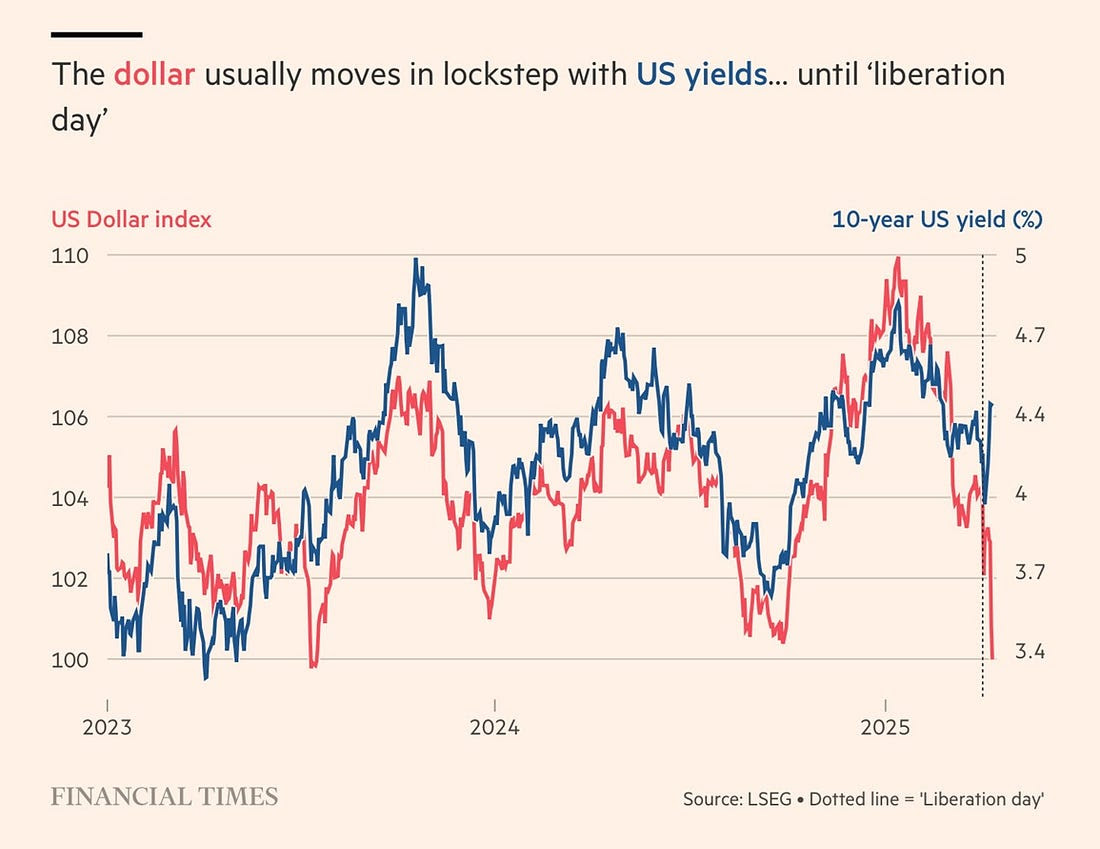 The dollar usually moves in lockstep with US yields... until ‘liberation
day’
US Dollar index
10-year US yield (%)
110
5
108
4.7
106
4.4
104
4
102
3.7
100
3.4
2023
2024
2025
FINANCIAL TIMES
Source: LSEG • Dotted line = 'Liberation day'